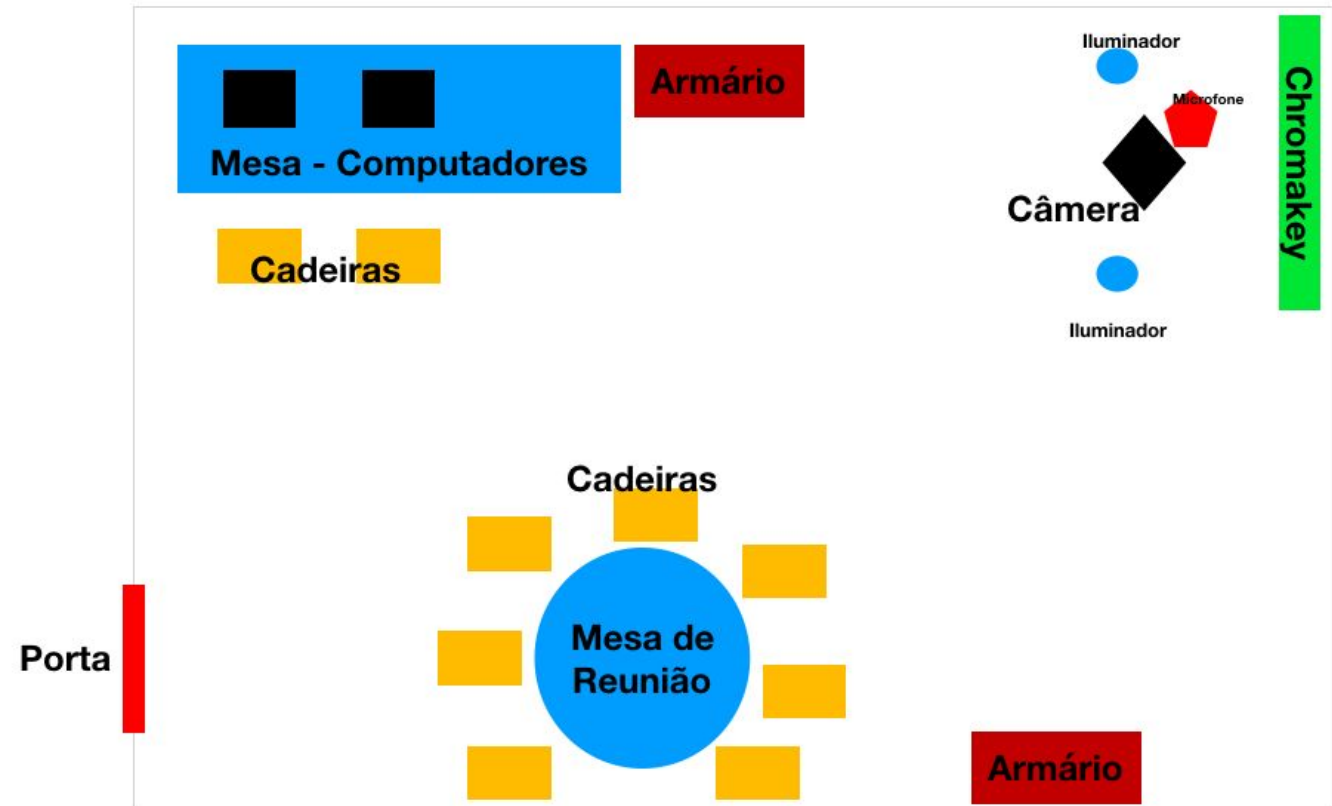 Iluminador
Armário
Microfone
Chromakey
Mesa - Computadores
Câmera
Cadeiras
Iluminador
Cadeiras
Mesa de
Reunião
Porta
Armário